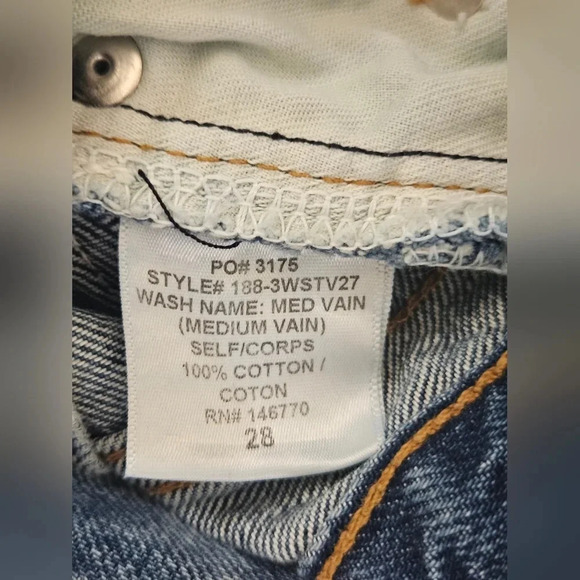 PO# 3175
STYLE# 188-3WSTV27
WASH NAME: MED VAIN
(MEDIUM VAIN)
SELF/CORPS
100% COTTON /
COTON
RN# 146770
28